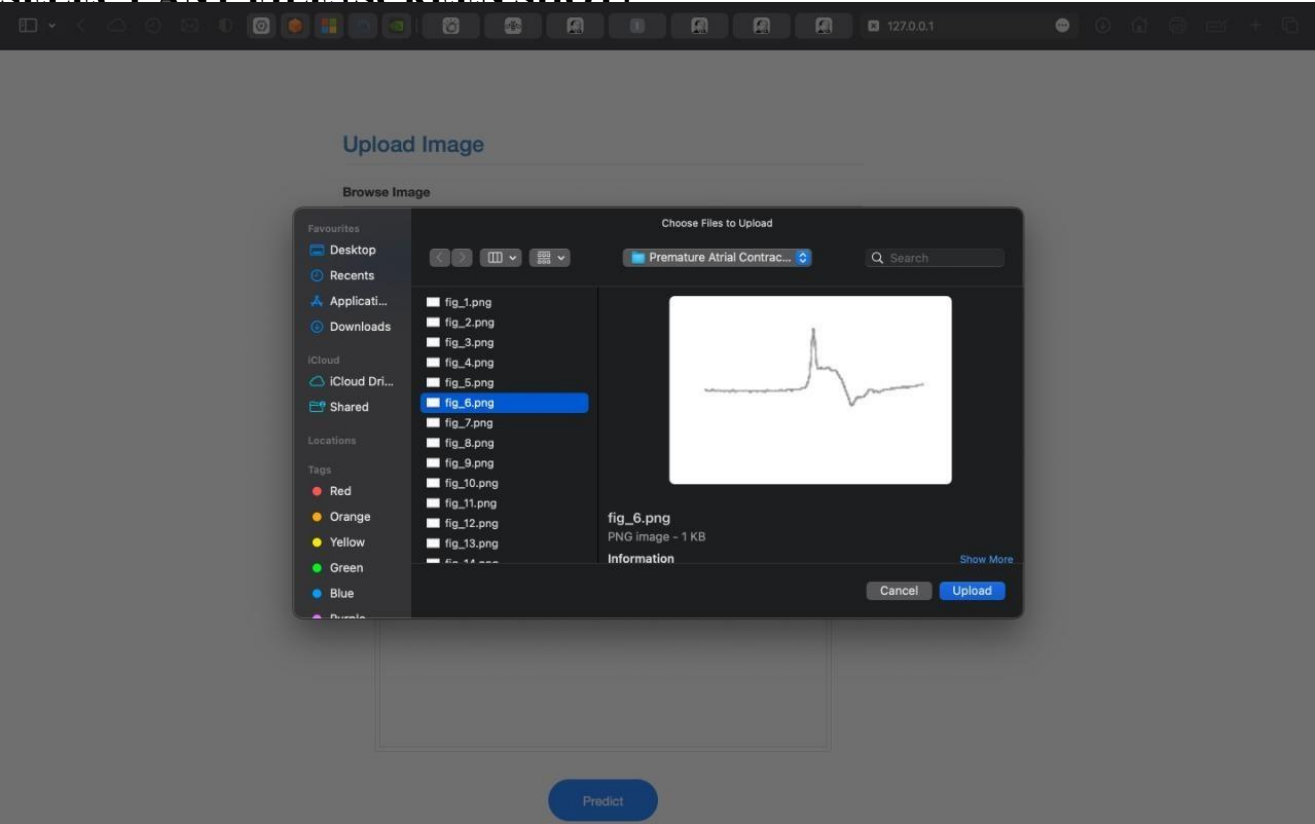 127.0.0.1
Upload Image
Browse Image
Choose Files to Upload
Favourites
Desktop
Recents
Applicati...
Downloads
iCloud
iCloud Dri...
Shared
Locations
Tags
Red
Orange
Yellow
Green
Blue
Purple
Premature Atrial Contrac...
Search
fig_1.png
fig_2.png
fig_3.png
fig_4.png
fig_5.png
fig_6.png
fig_7.png
fig_8.png
fig_9.png
fig_10.png
fig_11.png
fig_12.png
fig_13.png
fig_14.png
fig_6.png
PNG image - 1 KB
Information
Show More
Cancel
Upload
Predict